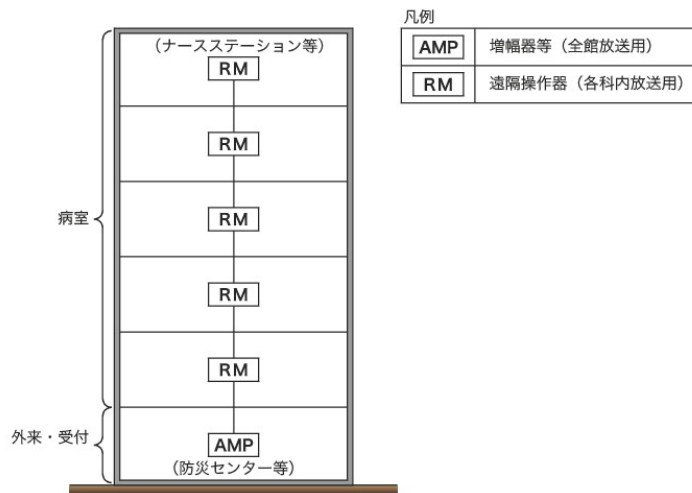 凡例
AMP 増幅器等（全館放送用）
RM 遠隔操作器（各科内放送用）
（ナースステーション等）
RM
RM
RM
RM
RM
病室
外来・受付
AMP
（防災センター等）